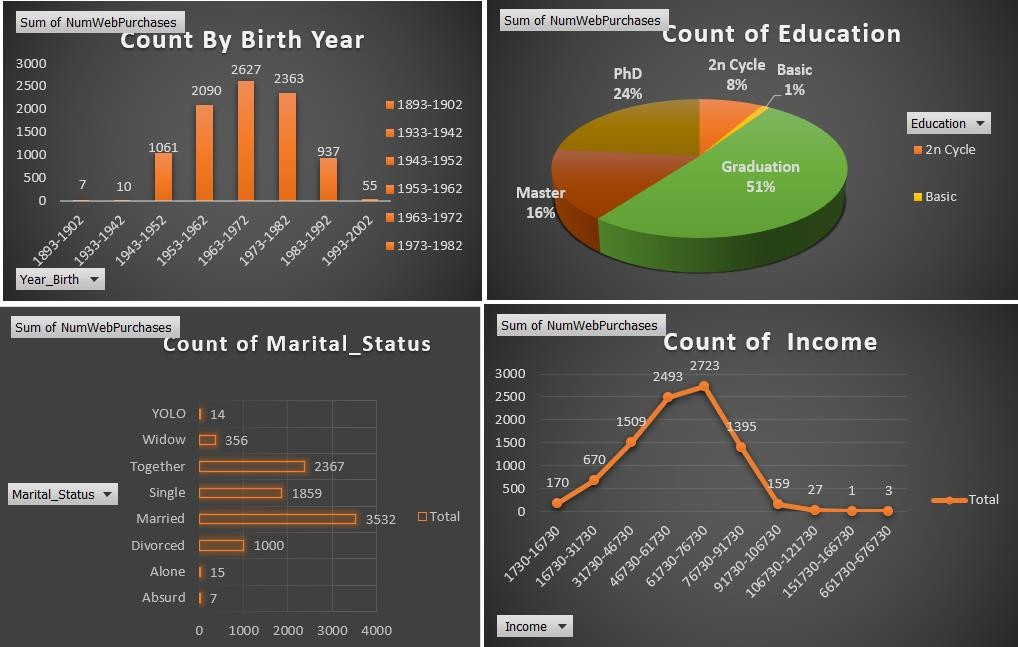 Sum of NumWebPurchases
Count By Birth Year
3000
2500
2000
1500
1000
500
0
7
10
1061
2090
2627
2363
937
55
1893-1902
1933-1942
1943-1952
1953-1962
1963-1972
1973-1982
1983-1992
1993-2002
1893-1902
1933-1942
1943-1952
1953-1962
1963-1972
1973-1982
Year_Birth
Sum of NumWebPurchases
Count of Education
PhD
24%
2n Cycle
8%
Basic
1%
Graduation
51%
Master
16%
Education
2n Cycle
Basic
Sum of NumWebPurchases
Count of Marital_Status
YOLO 14
Widow 356
Together 2367
Single 1859
Married 3532
Divorced 1000
Alone 15
Absurd 7
0 1000 2000 3000 4000
Marital_Status
Total
Sum of NumWebPurchases
Count of  Income
3000
2500
2000
1500
1000
500
0
170
670
1509
2493
2723
1395
159
27
1
3
1730-16730
16730-31730
31730-46730
46730-61730
61730-76730
76730-91730
91730-106730
106730-121730
151730-166730
661730-676730
Total
Income